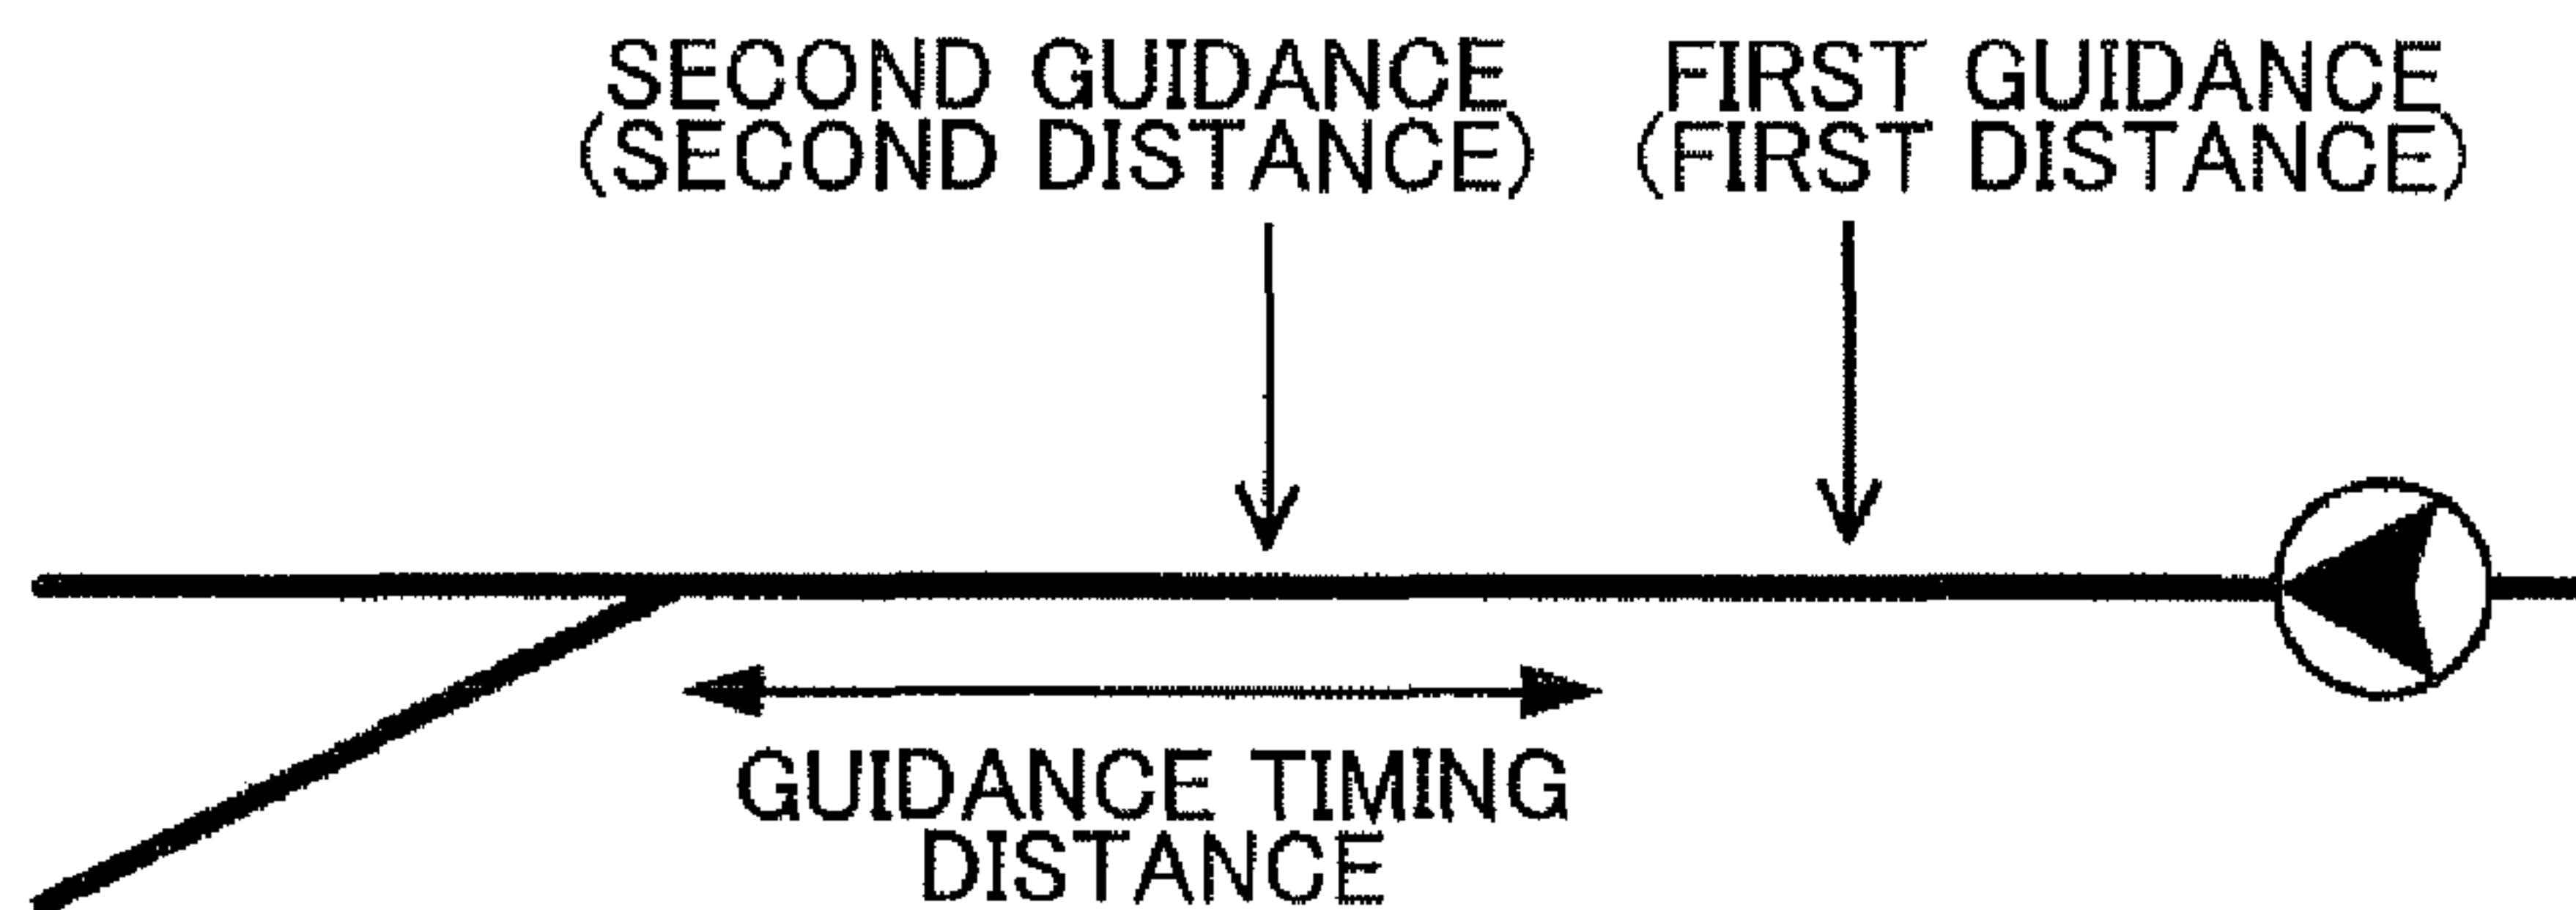 SECOND GUIDANCE
(SECOND DISTANCE)
FIRST GUIDANCE
(FIRST DISTANCE)
GUIDANCE TIMING
DISTANCE